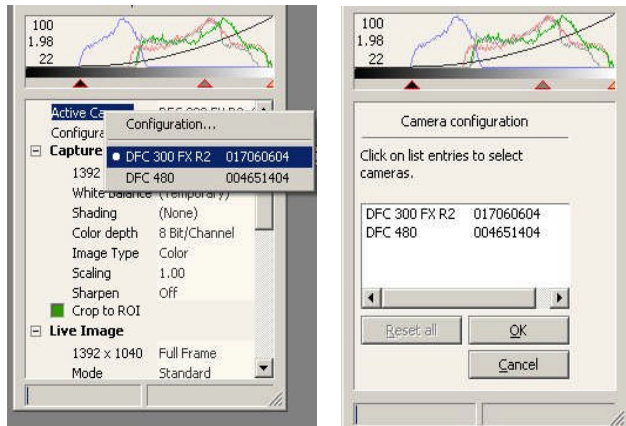 100
1.98
22
Active Ca
Configura
Configuration...
DFC 300 FX R2 017060604
DFC 480 004651404
Capture
1392
White Balance (Temporary)
Shading (None)
Color depth 8 Bit/Channel
Image Type Color
Scaling 1.00
Sharpen Off
Crop to ROI
Live Image
1392 x 1040 Full Frame
Mode Standard
100
1.98
22
Camera configuration
Click on list entries to select
cameras.
DFC 300 FX R2 017060604
DFC 480 004651404
Reset all
OK
Cancel